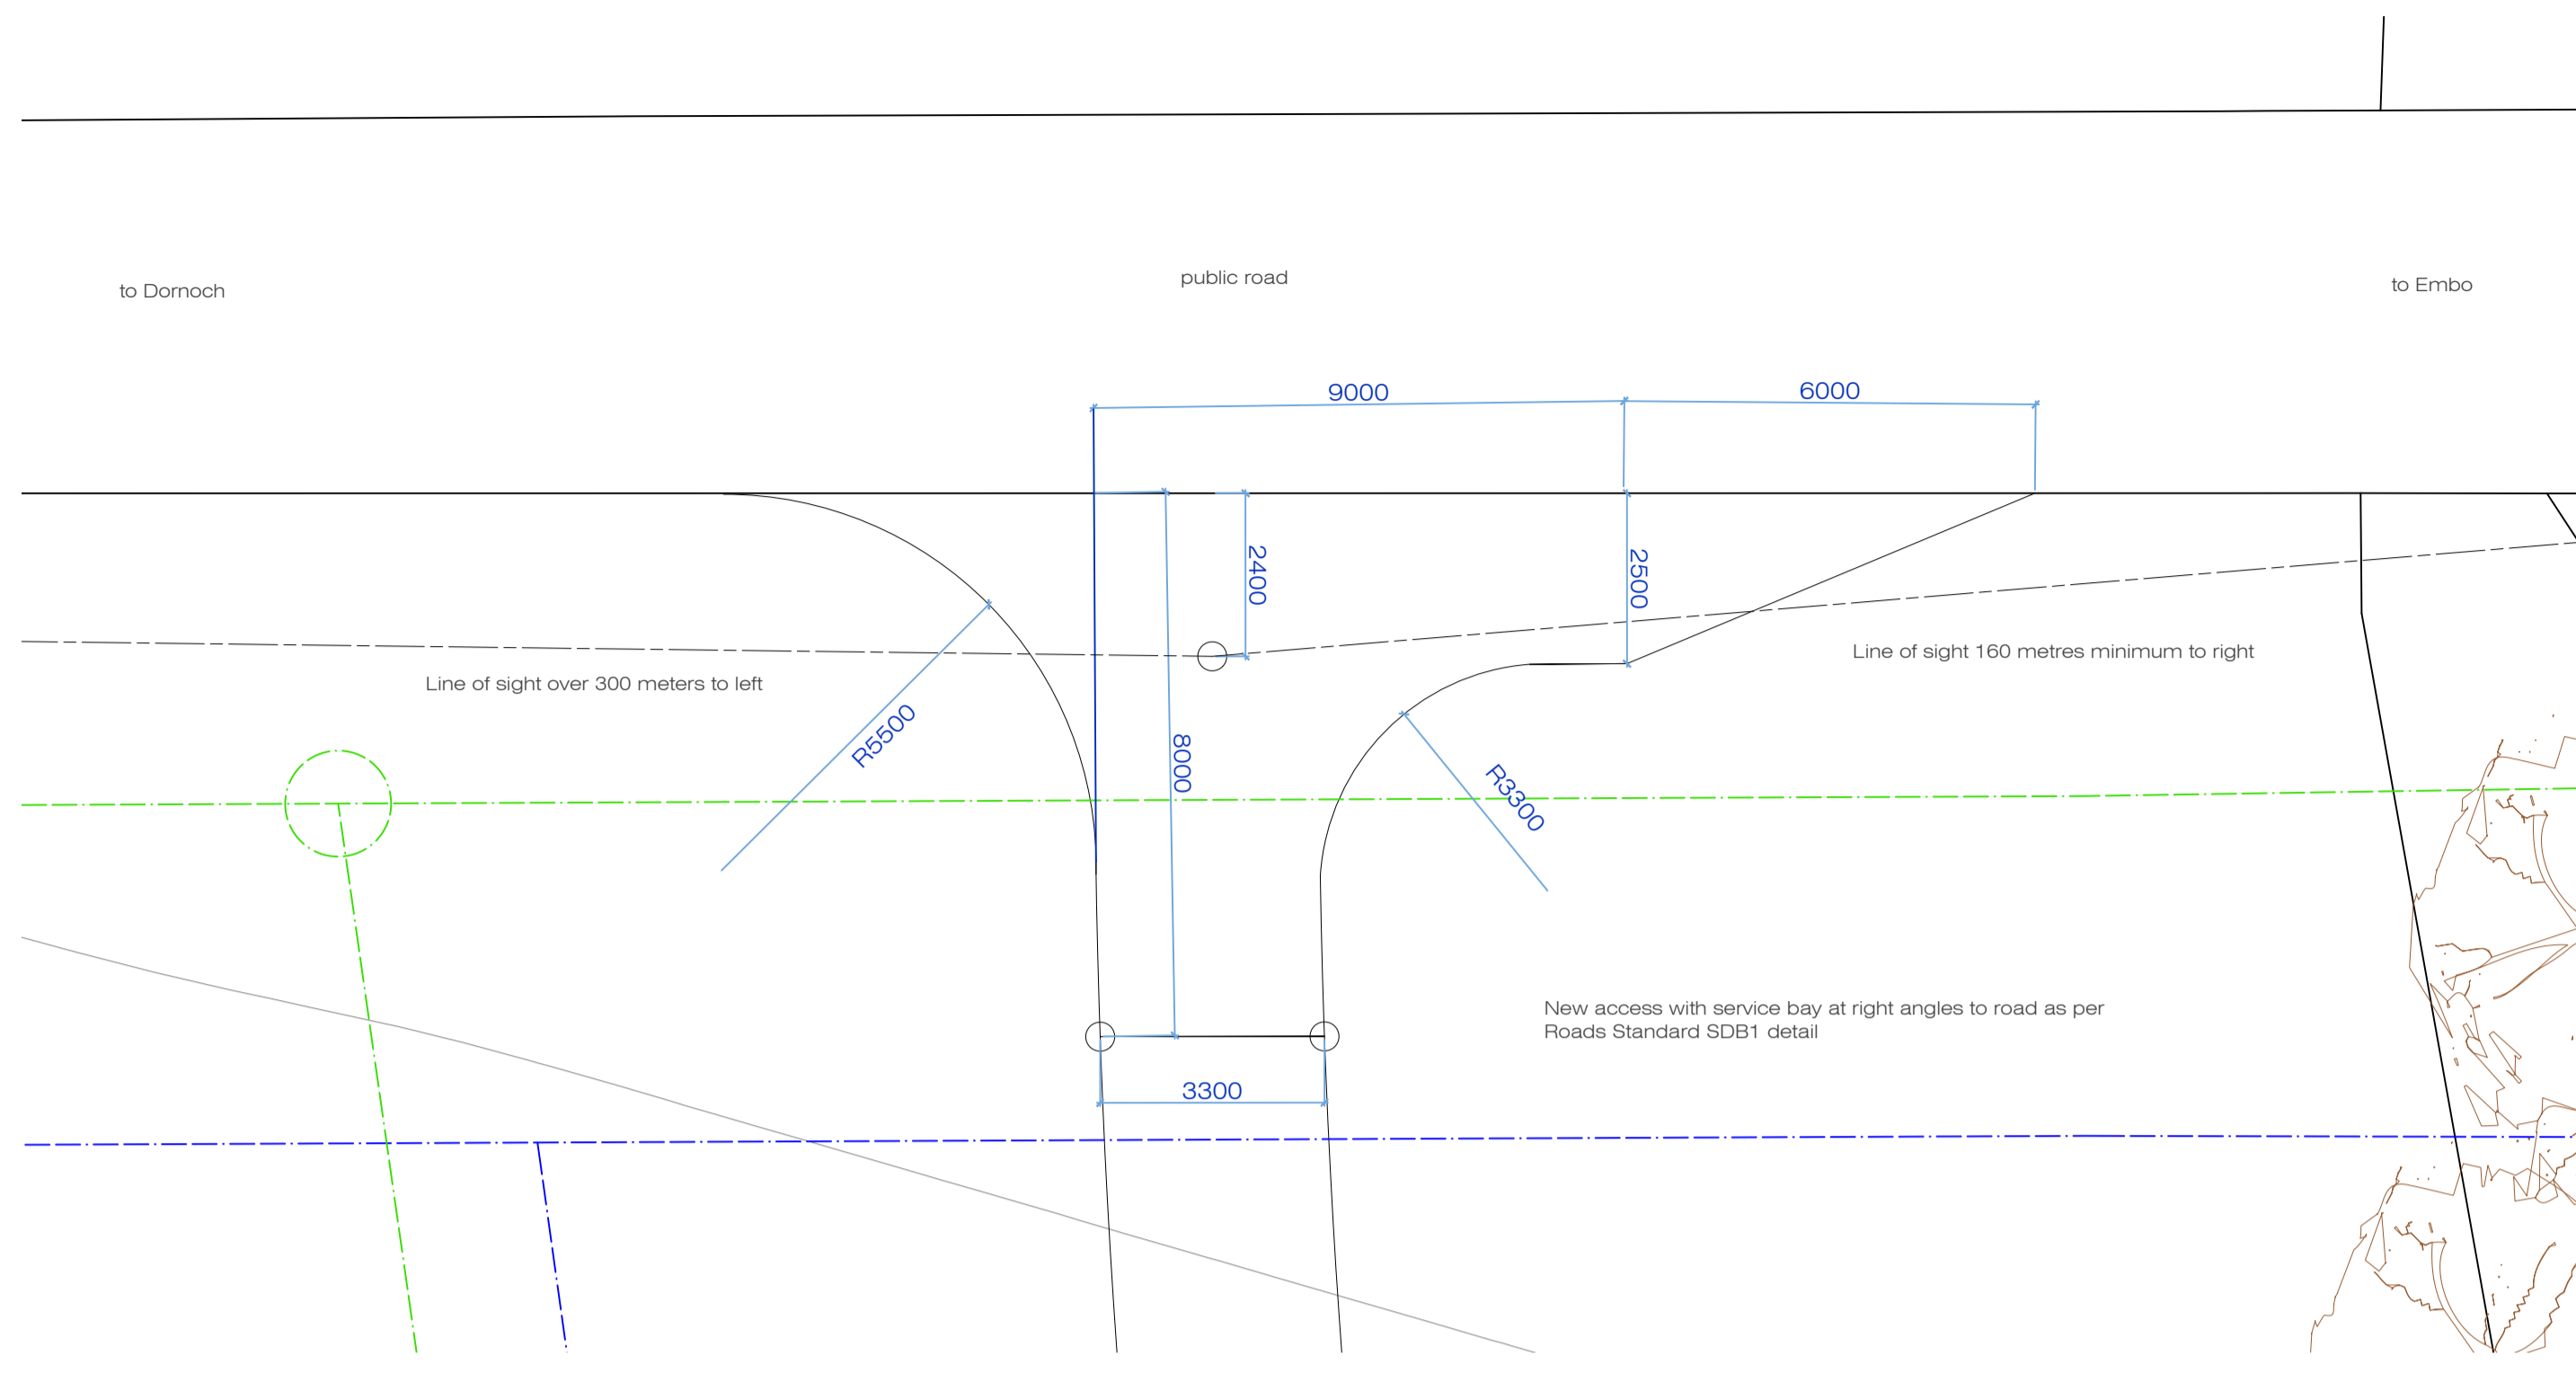 to Dornoch
public road
to Embo
9000
6000
2400
2500
Line of sight 160 metres minimum to right
Line of sight over 300 meters to left
R5500
8000
R3300
New access with service bay at right angles to road as per
Roads Standard SDB1 detail
3300